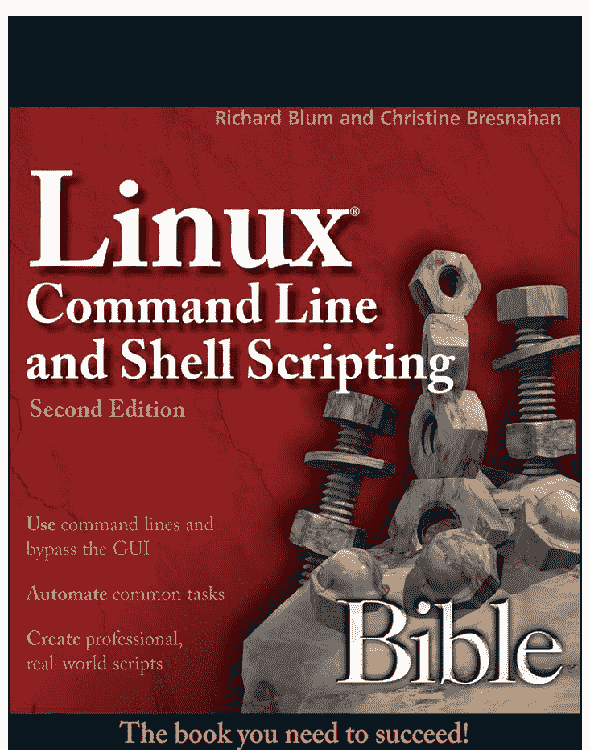 Richard Blum and Christine Bresnahan
Linux®
Command Line
and Shell Scripting
Second Edition
Use command lines and
bypass the GUI
Automate common tasks
Create professional,
real-world scripts
Bible
The book you need to succeed!